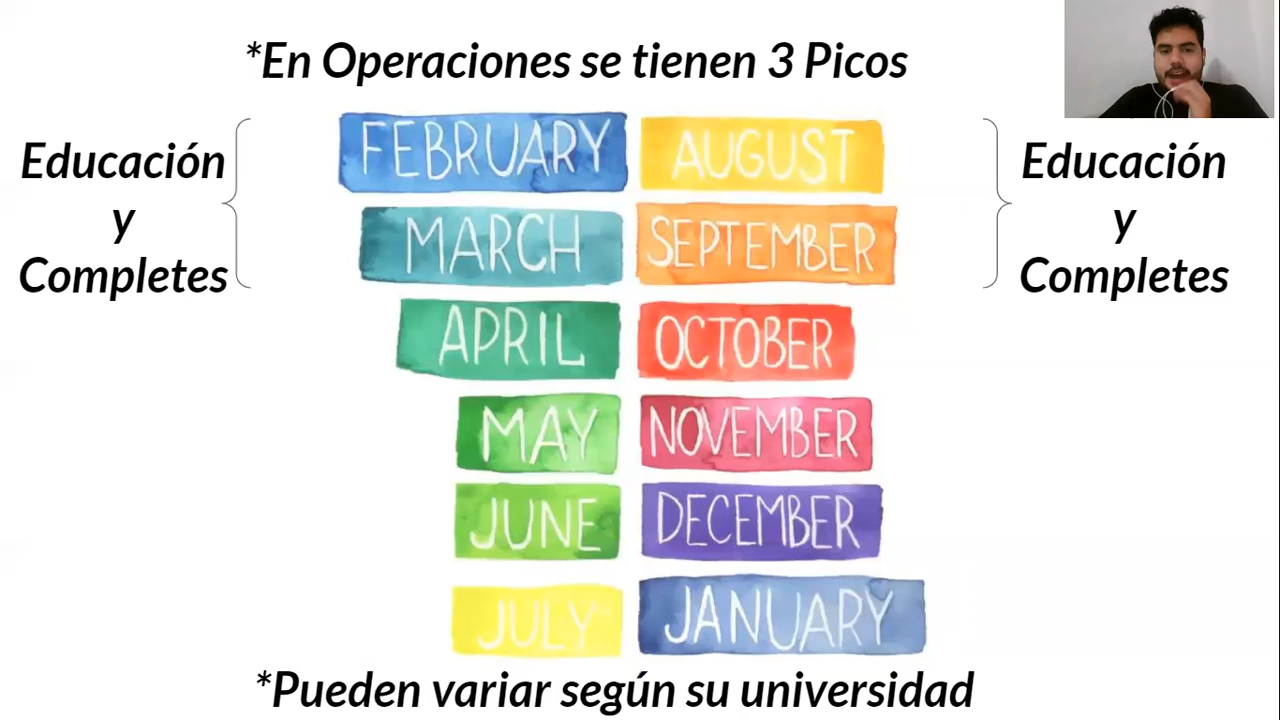 *En Operaciones se tienen 3 Picos
Educación
y
Completes
FEBRUARY
MARCH
APRIL
MAY
JUNE
JULY
AUGUST
SEPTEMBER
OCTOBER
NOVEMBER
DECEMBER
JANUARY
Educación
y
Completes
*Pueden variar según su universidad